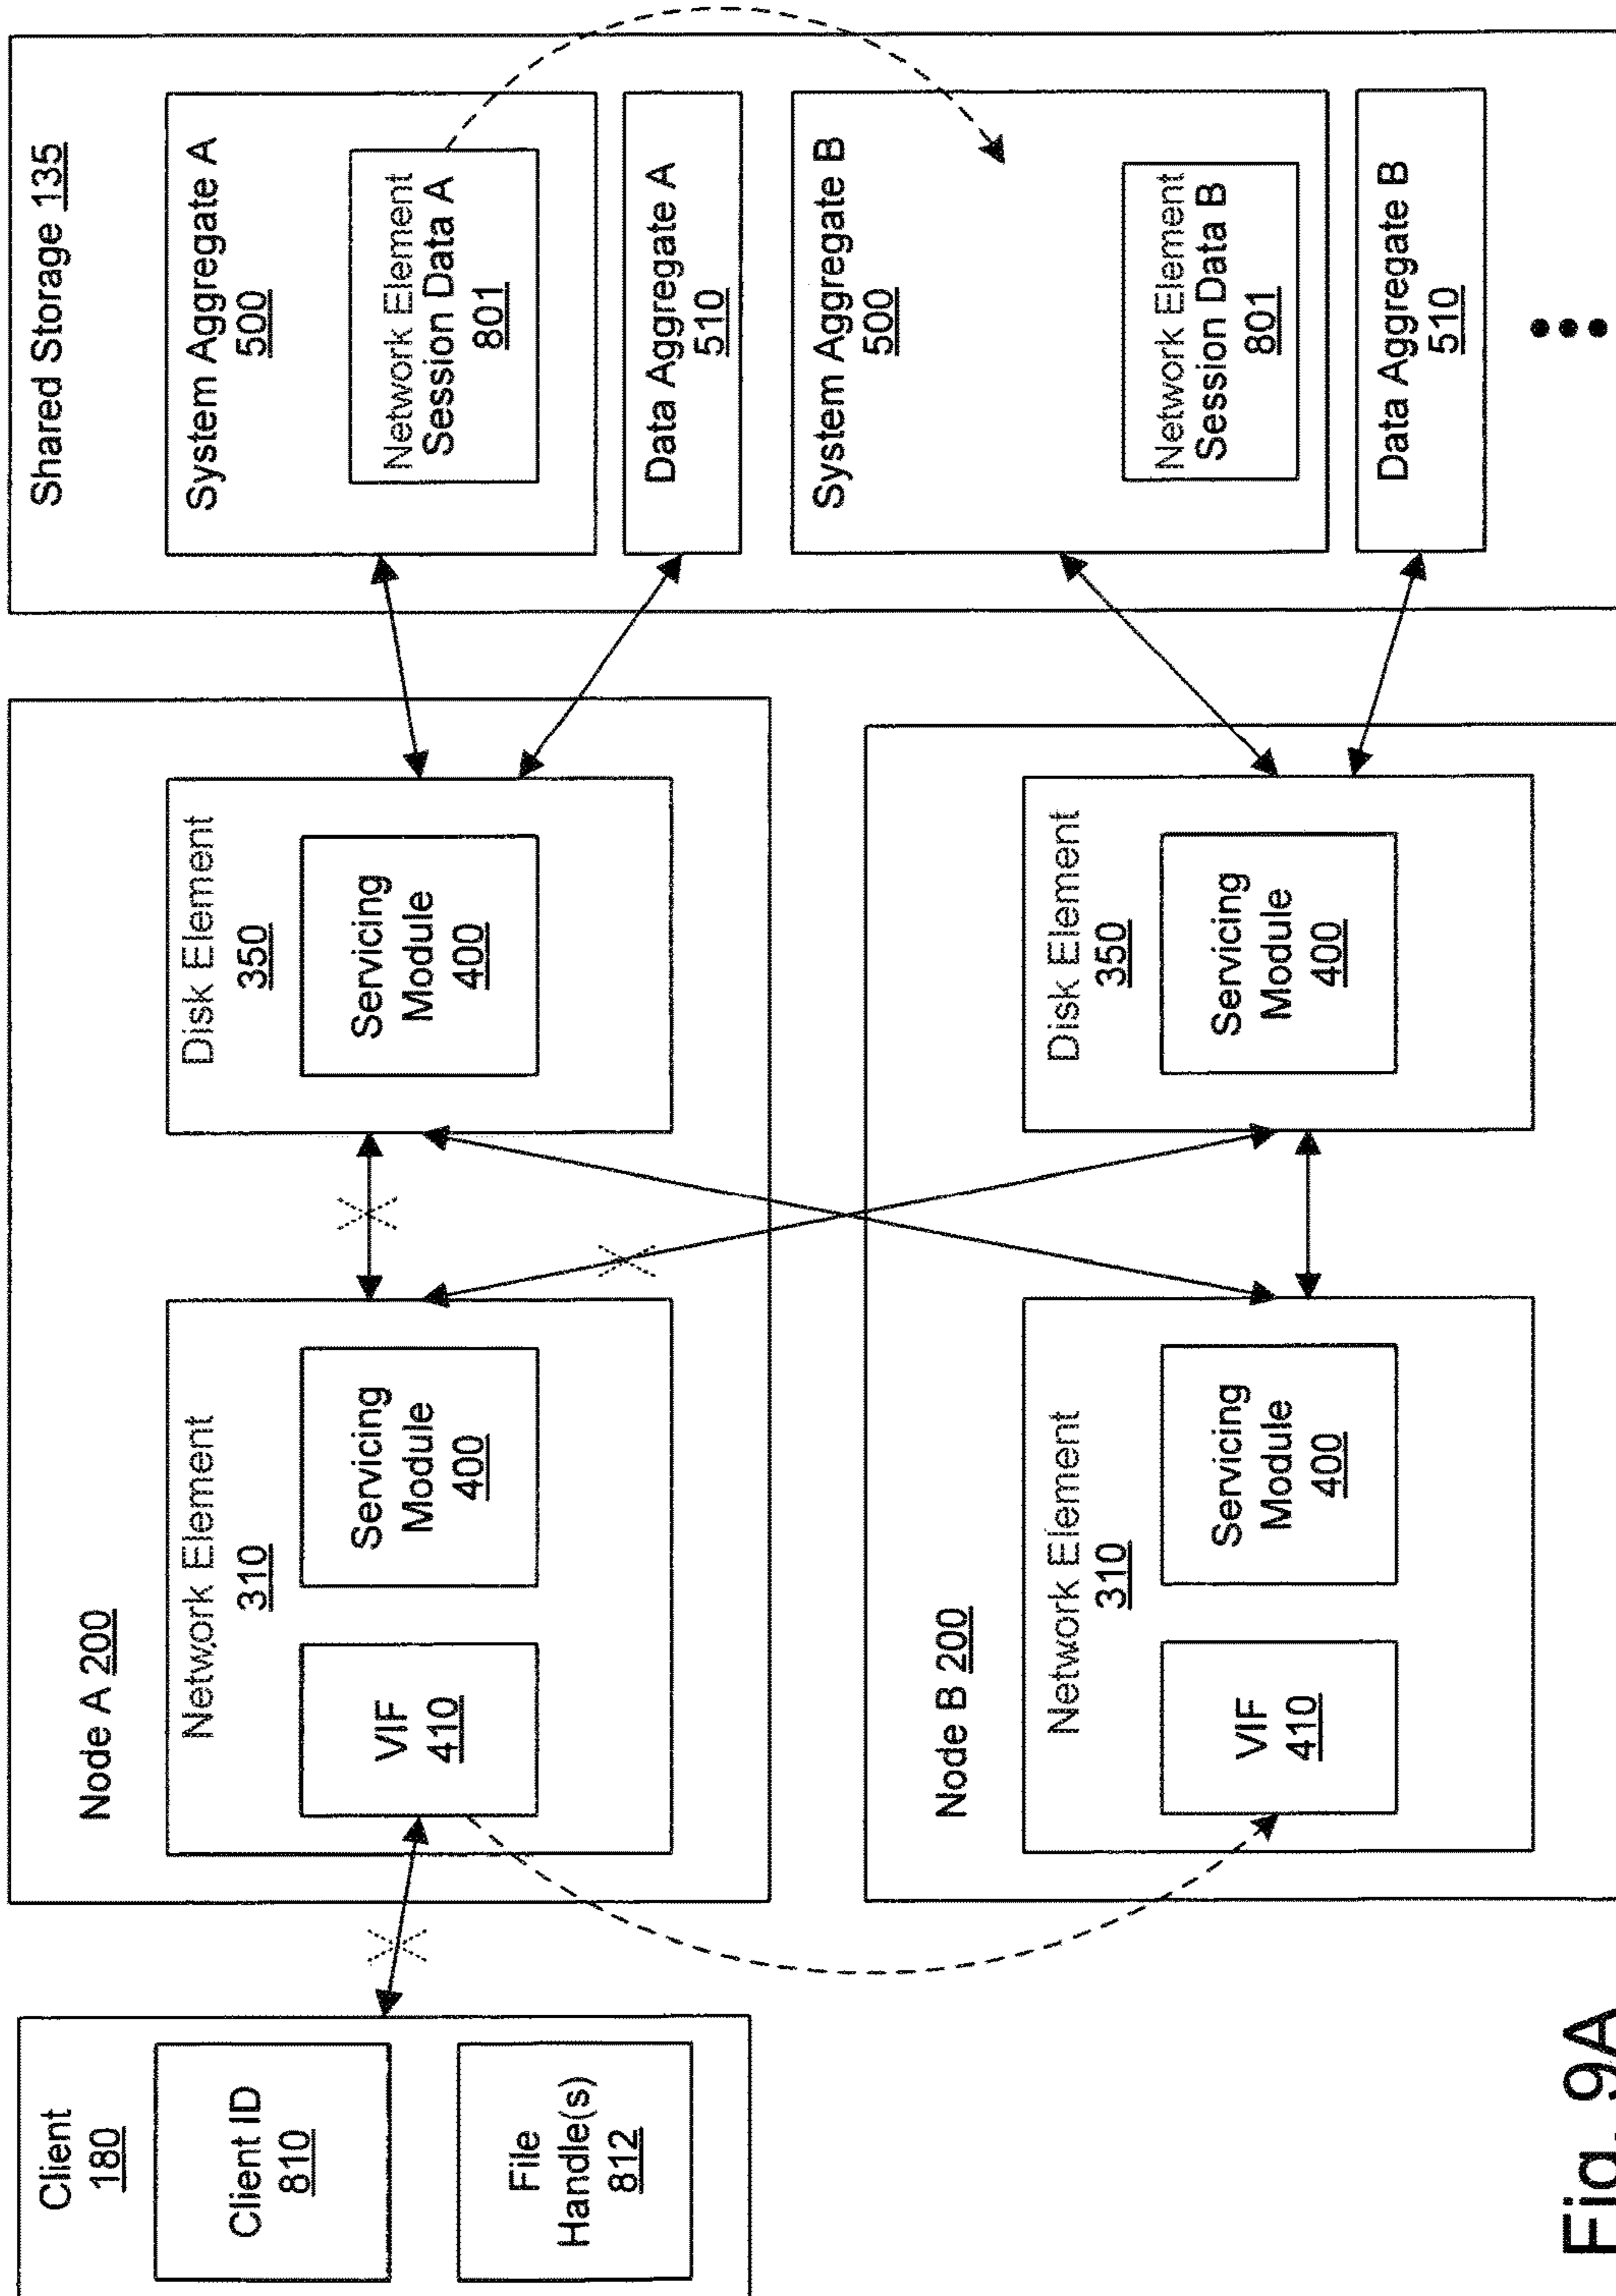 Client
180
Client ID
810
File
Handle(s)
812
Node A 200
Network Element
310
VIF
410
Servicing
Module
400
Disk Element
350
Servicing
Module
400
Node B 200
Network Element
310
VIF
410
Servicing
Module
400
Disk Element
350
Servicing
Module
400
Shared Storage 135
System Aggregate A
500
Network Element
Session Data A
801
Data Aggregate A
510
System Aggregate B
500
Network Element
Session Data B
801
Data Aggregate B
510
Fig. 9A